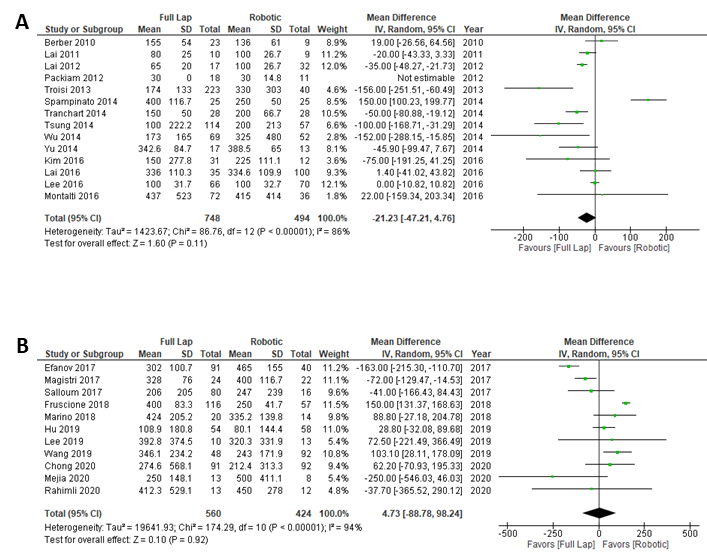 A
Full Lap Robotic Mean Difference Mean Difference
Study or Subgroup Mean SD Total Mean SD Total Weight IV, Random, 95% CI Year IV, Random, 95% CI
Berber 2010 155 54 23 136 61 9 8.9% 19.00 [-26.56, 64.56] 2010
Lai 2011 80 25 10 100 26.7 9 11.2% -20.00 [-43.33, 3.33] 2011
Lai 2012 65 20 17 100 26.7 32 12.0% -35.00 [-48.27, -21.73] 2012
Packiam 2012 30 0 18 30 14.8 11 Not estimable 2012
Troisi 2013 174 133 223 330 303 40 4.9% -156.00 [-251.51, -60.49] 2013
Spampinato 2014 400 116.7 25 250 50 25 8.5% 150.00 [100.23, 199.77] 2014
Tranchart 2014 150 50 28 200 66.7 28 10.5% -50.00 [-80.88, -19.12] 2014
Tsung 2014 100 222.2 114 200 213 57 7.1% -100.00 [-168.71, -31.29] 2014
Wu 2014 173 165 69 325 480 52 3.1% -152.00 [-288.15, -15.85] 2014
Yu 2014 342.6 84.7 17 388.5 65 13 8.3% -45.90 [-99.47, 7.67] 2014
Kim 2016 150 277.8 31 225 111.1 12 4.2% -75.00 [-191.25, 41.25] 2016
Lai 2016 336 110.3 35 334.6 109.9 100 9.2% 1.40 [-41.02, 43.82] 2016
Lee 2016 100 31.7 66 100 32.7 70 12.1% 0.00 [-10.82, 10.82] 2016
Montalti 2016 437 523 72 415 414 36 1.9% 22.00 [-159.34, 203.34] 2016
Total (95% CI) 748 494 100.0% -21.23 [-47.21, 4.76]
Heterogeneity: Tau² = 1423.67; Chi² = 86.76, df = 12 (P < 0.00001); I² = 86%
Test for overall effect: Z = 1.60 (P = 0.11)
-200 -100 0 100 200
Favours [Full Lap] Favours [Robotic]
B
Full Lap Robotic Mean Difference Mean Difference
Study or Subgroup Mean SD Total Mean SD Total Weight IV, Random, 95% CI Year IV, Random, 95% CI
Efanov 2017 302 100.7 91 465 155 40 11.2% -163.00 [-215.30, -110.70] 2017
Magistri 2017 328 76 24 400 116.7 22 11.1% -72.00 [-129.47, -14.53] 2017
Salloum 2017 206 205 80 247 239 16 9.5% -41.00 [-166.43, 84.43] 2017
Fruscione 2018 400 83.3 116 250 41.7 57 11.7% 150.00 [131.37, 168.63] 2018
Marino 2018 424 205.2 20 335.2 139.8 14 9.8% 88.80 [-27.18, 204.78] 2018
Hu 2019 108.9 180.8 54 80.1 144.4 58 11.1% 28.80 [-32.08, 89.68] 2019
Lee 2019 392.8 374.5 10 320.3 331.9 13 5.0% 72.50 [-221.49, 366.49] 2019
Wang 2019 346.1 234.2 48 243 171.9 92 10.9% 103.10 [28.11, 178.09] 2019
Chong 2020 274.6 568.1 91 212.4 313.3 92 9.3% 62.20 [-70.93, 195.33] 2020
Mejia 2020 250 148.1 13 500 411.1 8 5.0% -250.00 [-546.03, 46.03] 2020
Rahimli 2020 412.3 529.1 13 450 278 12 5.4% -37.70 [-365.52, 290.12] 2020
Total (95% CI) 560 424 100.0% 4.73 [-88.78, 98.24]
Heterogeneity: Tau² = 19641.93; Chi² = 174.29, df = 10 (P < 0.00001); I² = 94%
Test for overall effect: Z = 0.10 (P = 0.92)
-500 -250 0 250 500
Favors [Full Lap] Favors [Robotic]